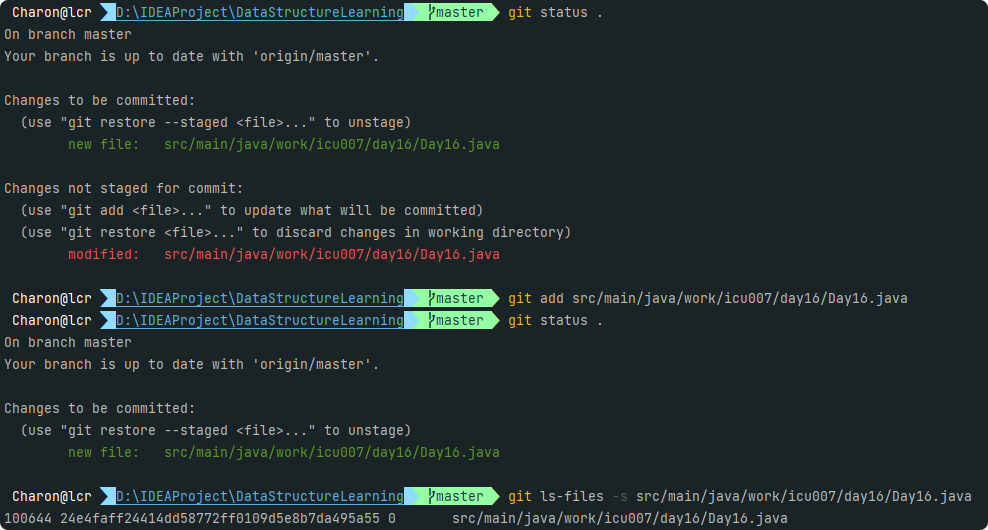 Charon@lcr D:\IDEAProject\DataStructureLearning master git status .
On branch master
Your branch is up to date with 'origin/master'.
Changes to be committed:
(use "git restore --staged <file>..." to unstage)
new file: src/main/java/work/icu007/day16/Day16.java
Changes not staged for commit:
(use "git add <file>..." to update what will be committed)
(use "git restore <file>..." to discard changes in working directory)
modified: src/main/java/work/icu007/day16/Day16.java
Charon@lcr D:\IDEAProject\DataStructureLearning master git add src/main/java/work/icu007/day16/Day16.java
Charon@lcr D:\IDEAProject\DataStructureLearning master git status .
On branch master
Your branch is up to date with 'origin/master'.
Changes to be committed:
(use "git restore --staged <file>..." to unstage)
new file: src/main/java/work/icu007/day16/Day16.java
Charon@lcr D:\IDEAProject\DataStructureLearning master git ls-files -s src/main/java/work/icu007/day16/Day16.java
100644 24e4faff24414dd58772ff0109d5e8b7da495a55 0 src/main/java/work/icu007/day16/Day16.java